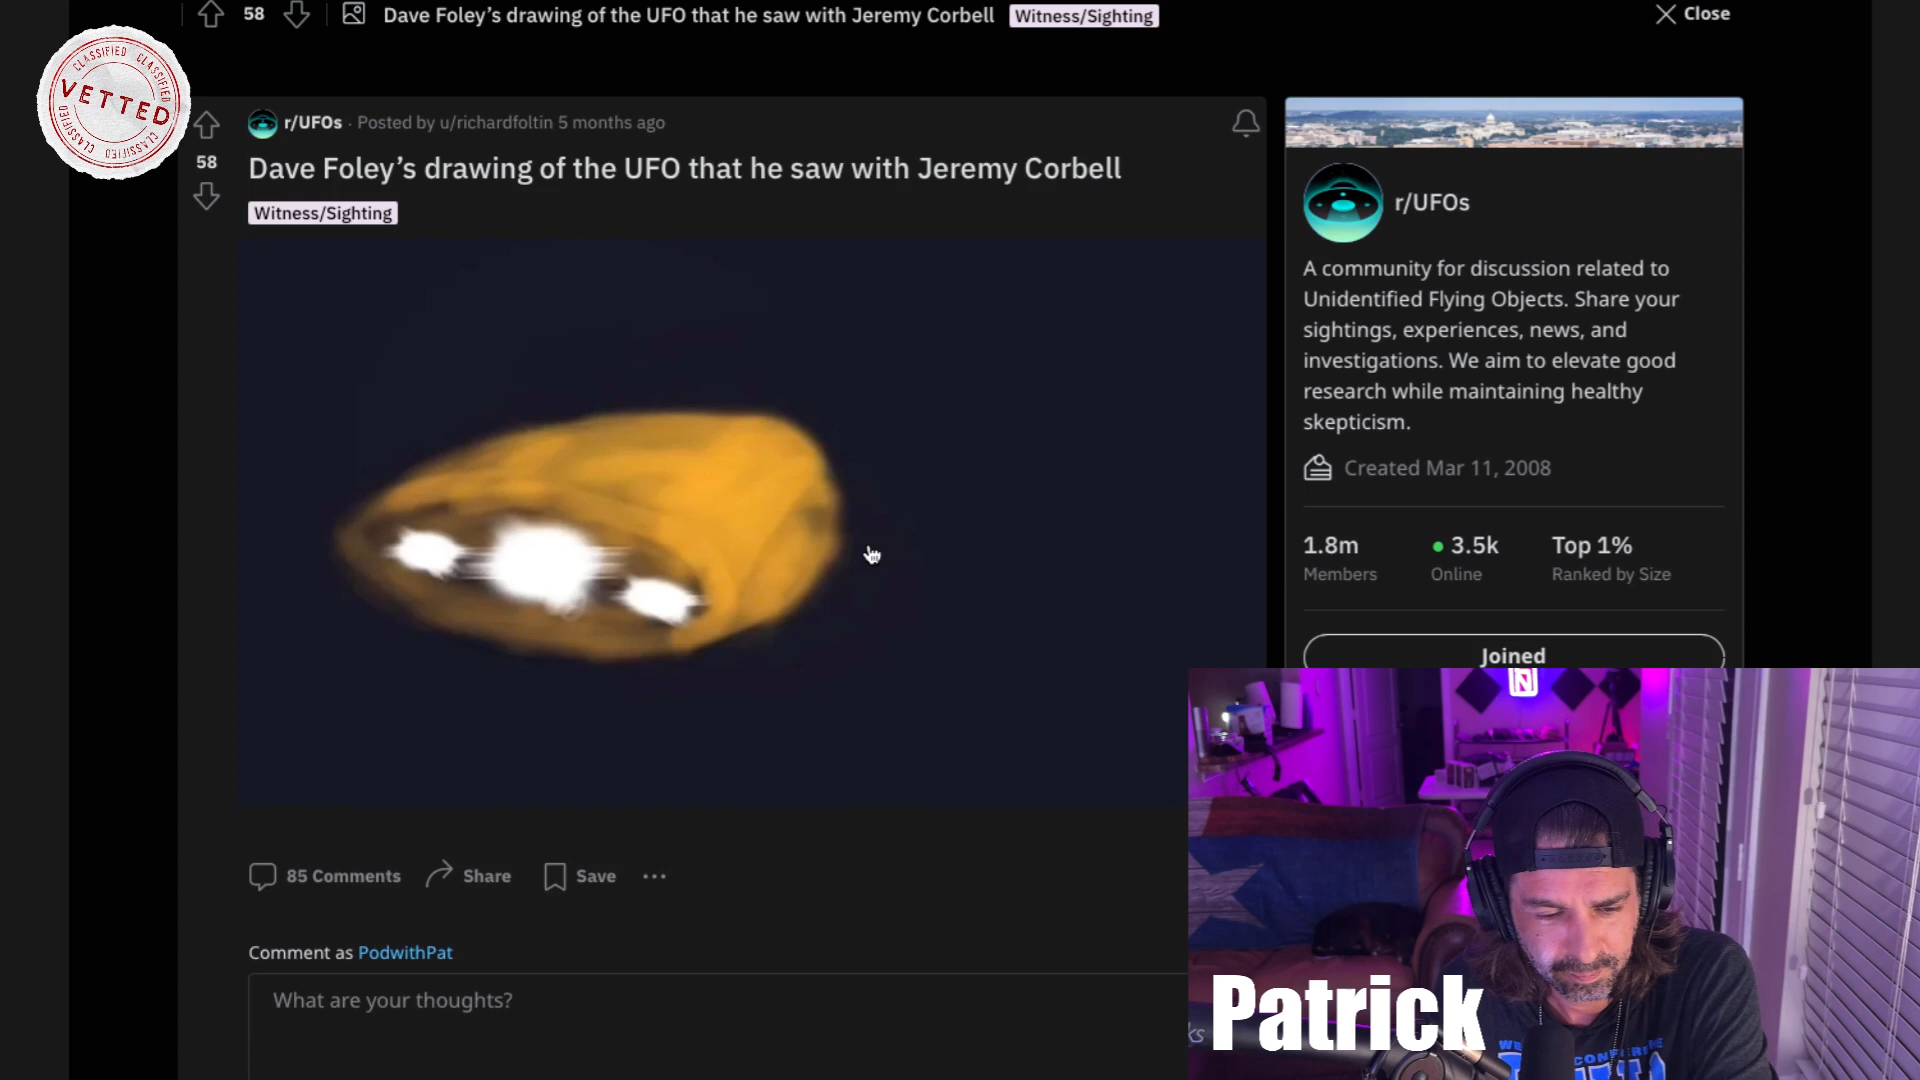 58 Dave Foley’s drawing of the UFO that he saw with Jeremy Corbell Witness/Sighting Close
CLASSIFIED CLASSIFIED
VETTED
CLASSIFIED CLASSIFIED
r/UFOs · Posted by u/richardfoltin 5 months ago
58
Dave Foley’s drawing of the UFO that he saw with Jeremy Corbell
Witness/Sighting
85 Comments Share Save
Comment as PodwithPat
What are your thoughts?
r/UFOs
A community for discussion related to
Unidentified Flying Objects. Share your
sightings, experiences, news, and
investigations. We aim to elevate good
research while maintaining healthy
skepticism.
Created Mar 11, 2008
1.8m 3.5k Top 1%
Members Online Ranked by Size
Joined
Patrick